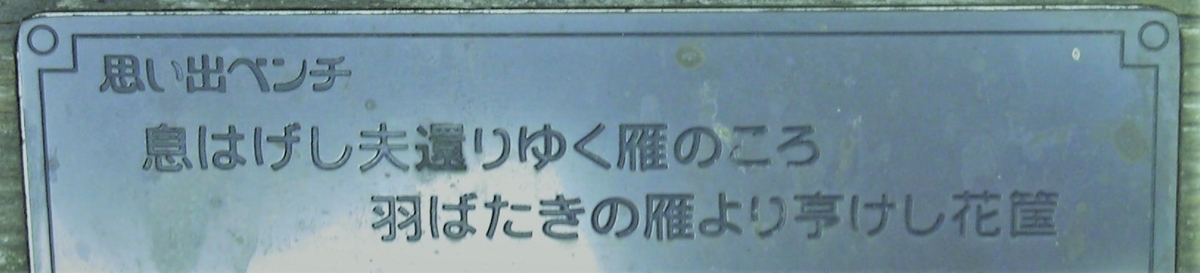 思い出ベンチ
息はげし夫還りゆく雁のころ
羽ばたきの雁より享けし花筐